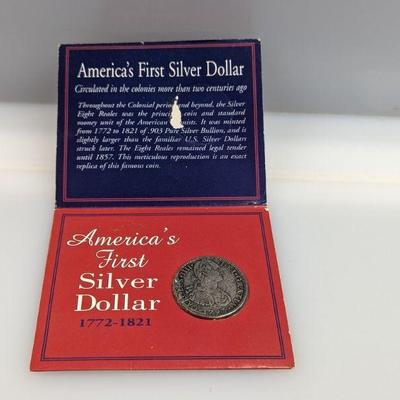 America's First Silver Dollar
Circulated in the colonies more than two centuries ago
Throughout the Colonial period and beyond, the Silver
Eight Reales was the coin and standard
money unit of the American It was minted
from 1772 to 1821 of .903 Pure Silver Bullion, and is
slightly larger than the familiar U.S. Silver Dollars
struck later. The Eight Reales remained legal tender
until 1857. This meticulous reproduction is an exact
replica of this famous coin.
America's
First
Silver
Dollar
1772-1821